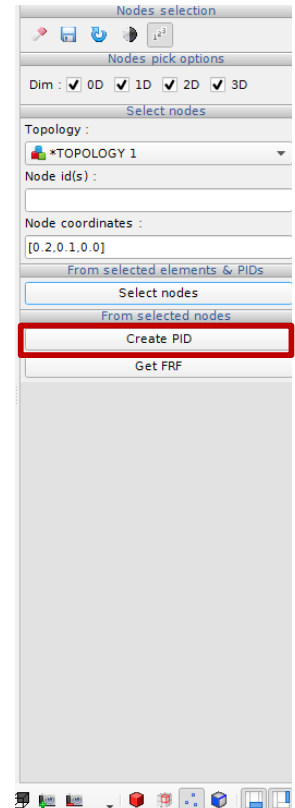 Nodes selection
Nodes pick options
Dim : 0D 1D 2D 3D
Select nodes
Topology :
*TOPOLOGY 1
Node id(s) :
Node coordinates :
[0.2,0.1,0.0]
From selected elements & PIDs
Select nodes
From selected nodes
Create PID
Get FRF